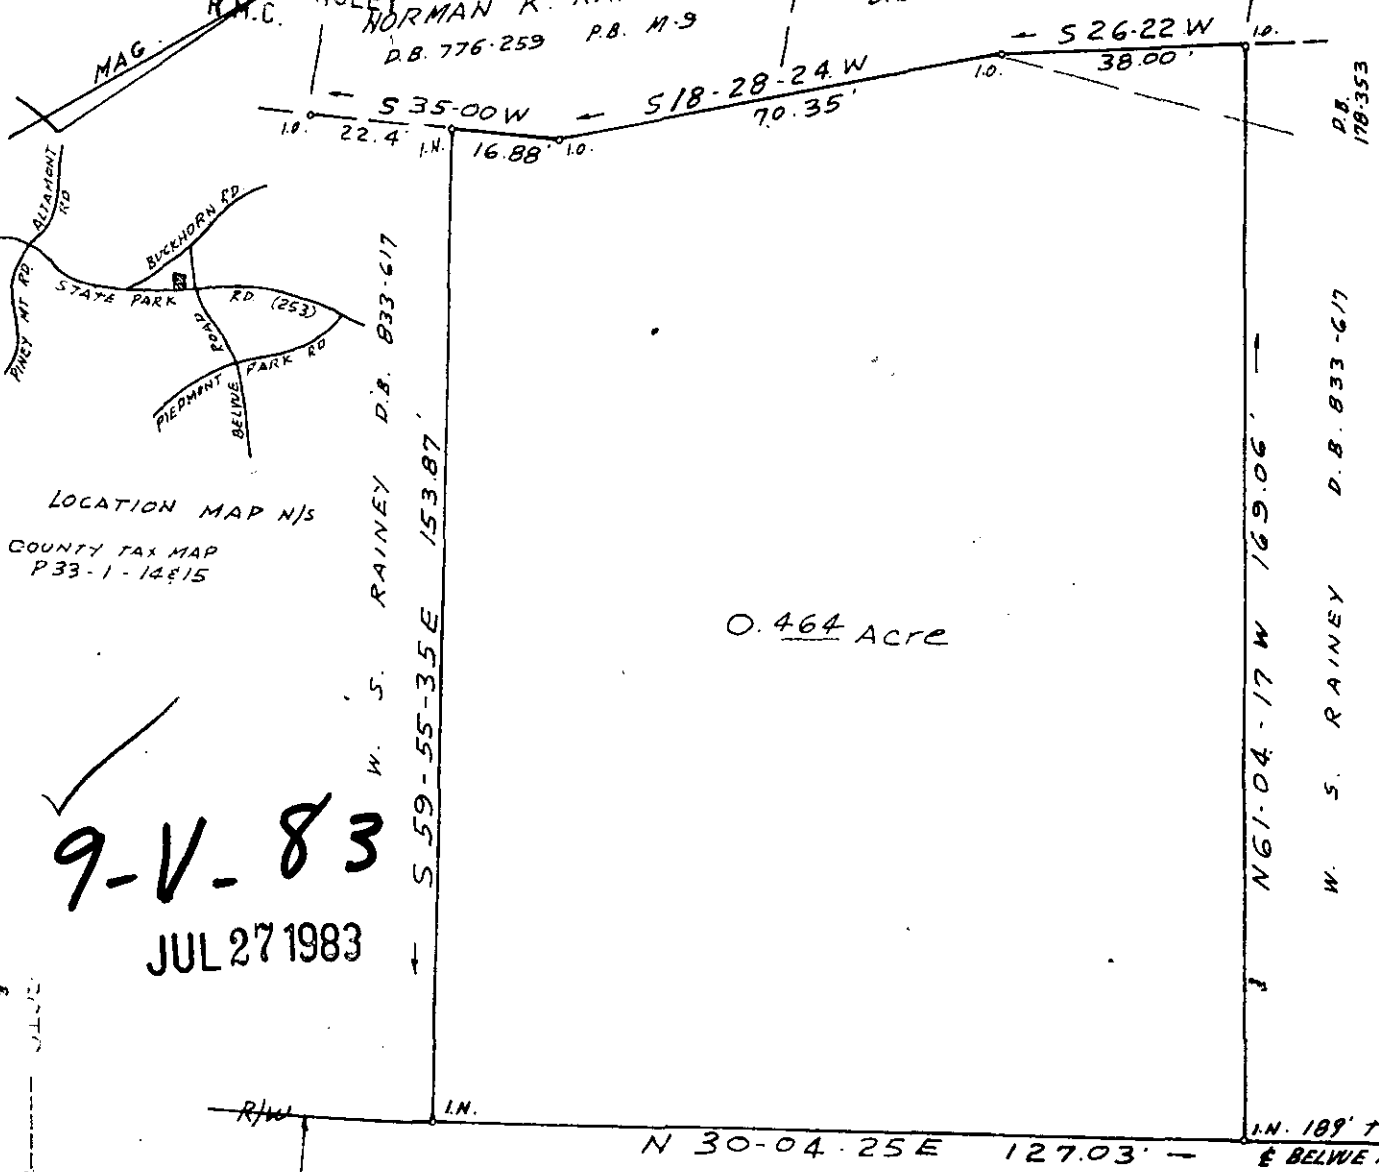 R.M.C.
NORMAN K.
D.B. 776-259 P.B. M-9
MAG.
S 35-00 W
22.4'
I.O.
I.N.
16.88'
I.O.
S 18-28-24 W
70.35'
I.O.
S 26-22 W
38.00'
I.O.
D.B.
178-353
ALTAMONT
RD
BUCKHORN RD.
PINEY MT RD.
STATE PARK RD (253)
ROAD
BELVUE
PIEDMONT PARK RD
LOCATION MAP N/S
COUNTY TAX MAP
P33-1-14&15
W. S. RAINEY D.B. 833-617
S 59-55-35 E 153.87'
0.464 Acre
N 61-04-17 W 169.06'
W. S. RAINEY D.B. 833-617
9-V-83
JUL 27 1983
R/W
I.N.
N 30-04-25 E 127.03'
I.N. 189'
℄ BELVUE